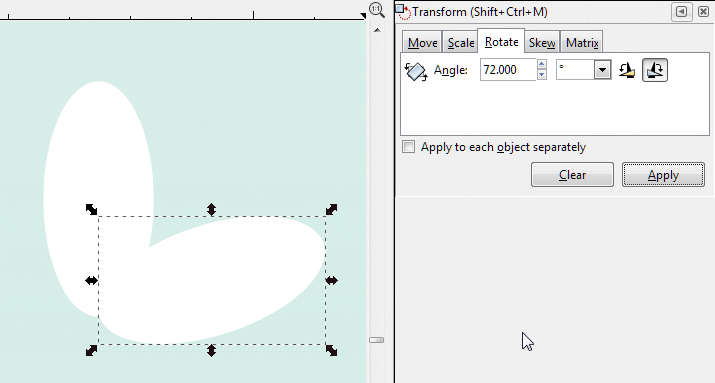 1:1
Transform (Shift+Ctrl+M)
Move Scale Rotate Skew Matrix
Angle: 72.000 °
Apply to each object separately
Clear Apply